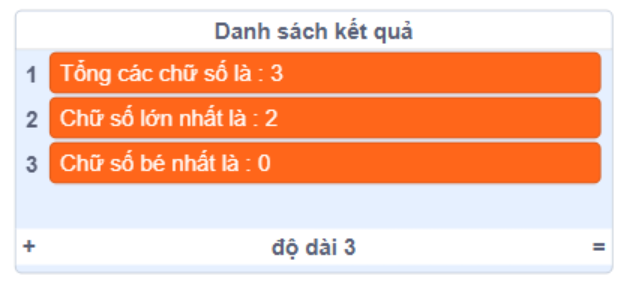 Danh sách kết quả
1 Tổng các chữ số là : 3
2 Chữ số lớn nhất là : 2
3 Chữ số bé nhất là : 0
+ độ dài 3 =